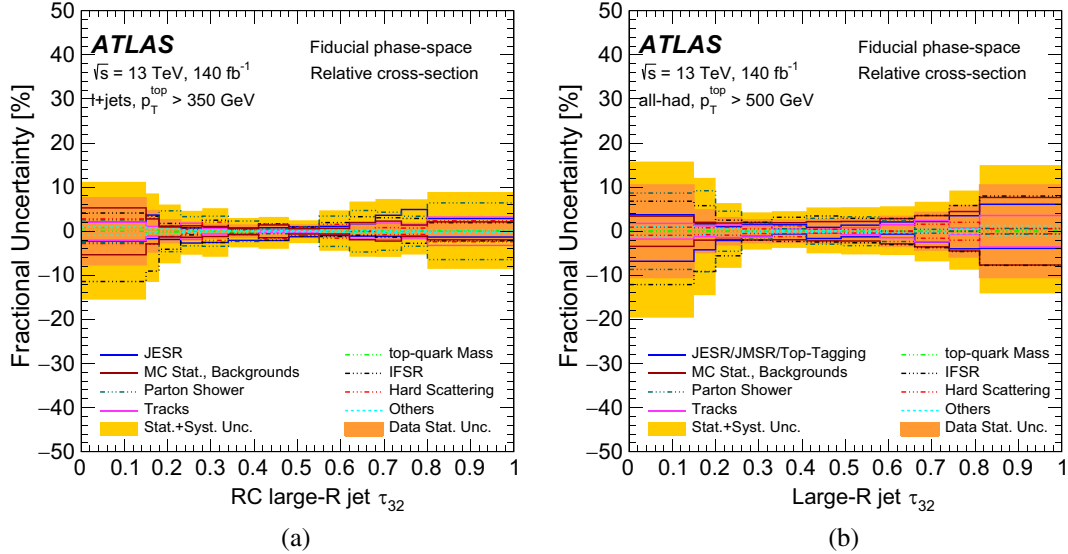 Fractional Uncertainty [%]
50
40
30
20
10
0
−10
−20
−30
−40
−50
ATLAS
√s = 13 TeV, 140 fb⁻¹
l+jets, p_T^top > 350 GeV
Fiducial phase-space
Relative cross-section
JESR
MC Stat., Backgrounds
Parton Shower
Tracks
Stat.+Syst. Unc.
top-quark Mass
IFSR
Hard Scattering
Others
Data Stat. Unc.
0 0.1 0.2 0.3 0.4 0.5 0.6 0.7 0.8 0.9 1
RC large-R jet τ₃₂
(a)
Fractional Uncertainty [%]
50
40
30
20
10
0
−10
−20
−30
−40
−50
ATLAS
√s = 13 TeV, 140 fb⁻¹
all-had, p_T^top > 500 GeV
Fiducial phase-space
Relative cross-section
JESR/JMSR/Top-Tagging
MC Stat., Backgrounds
Parton Shower
Tracks
Stat.+Syst. Unc.
top-quark Mass
IFSR
Hard Scattering
Others
Data Stat. Unc.
0 0.1 0.2 0.3 0.4 0.5 0.6 0.7 0.8 0.9 1
Large-R jet τ₃₂
(b)